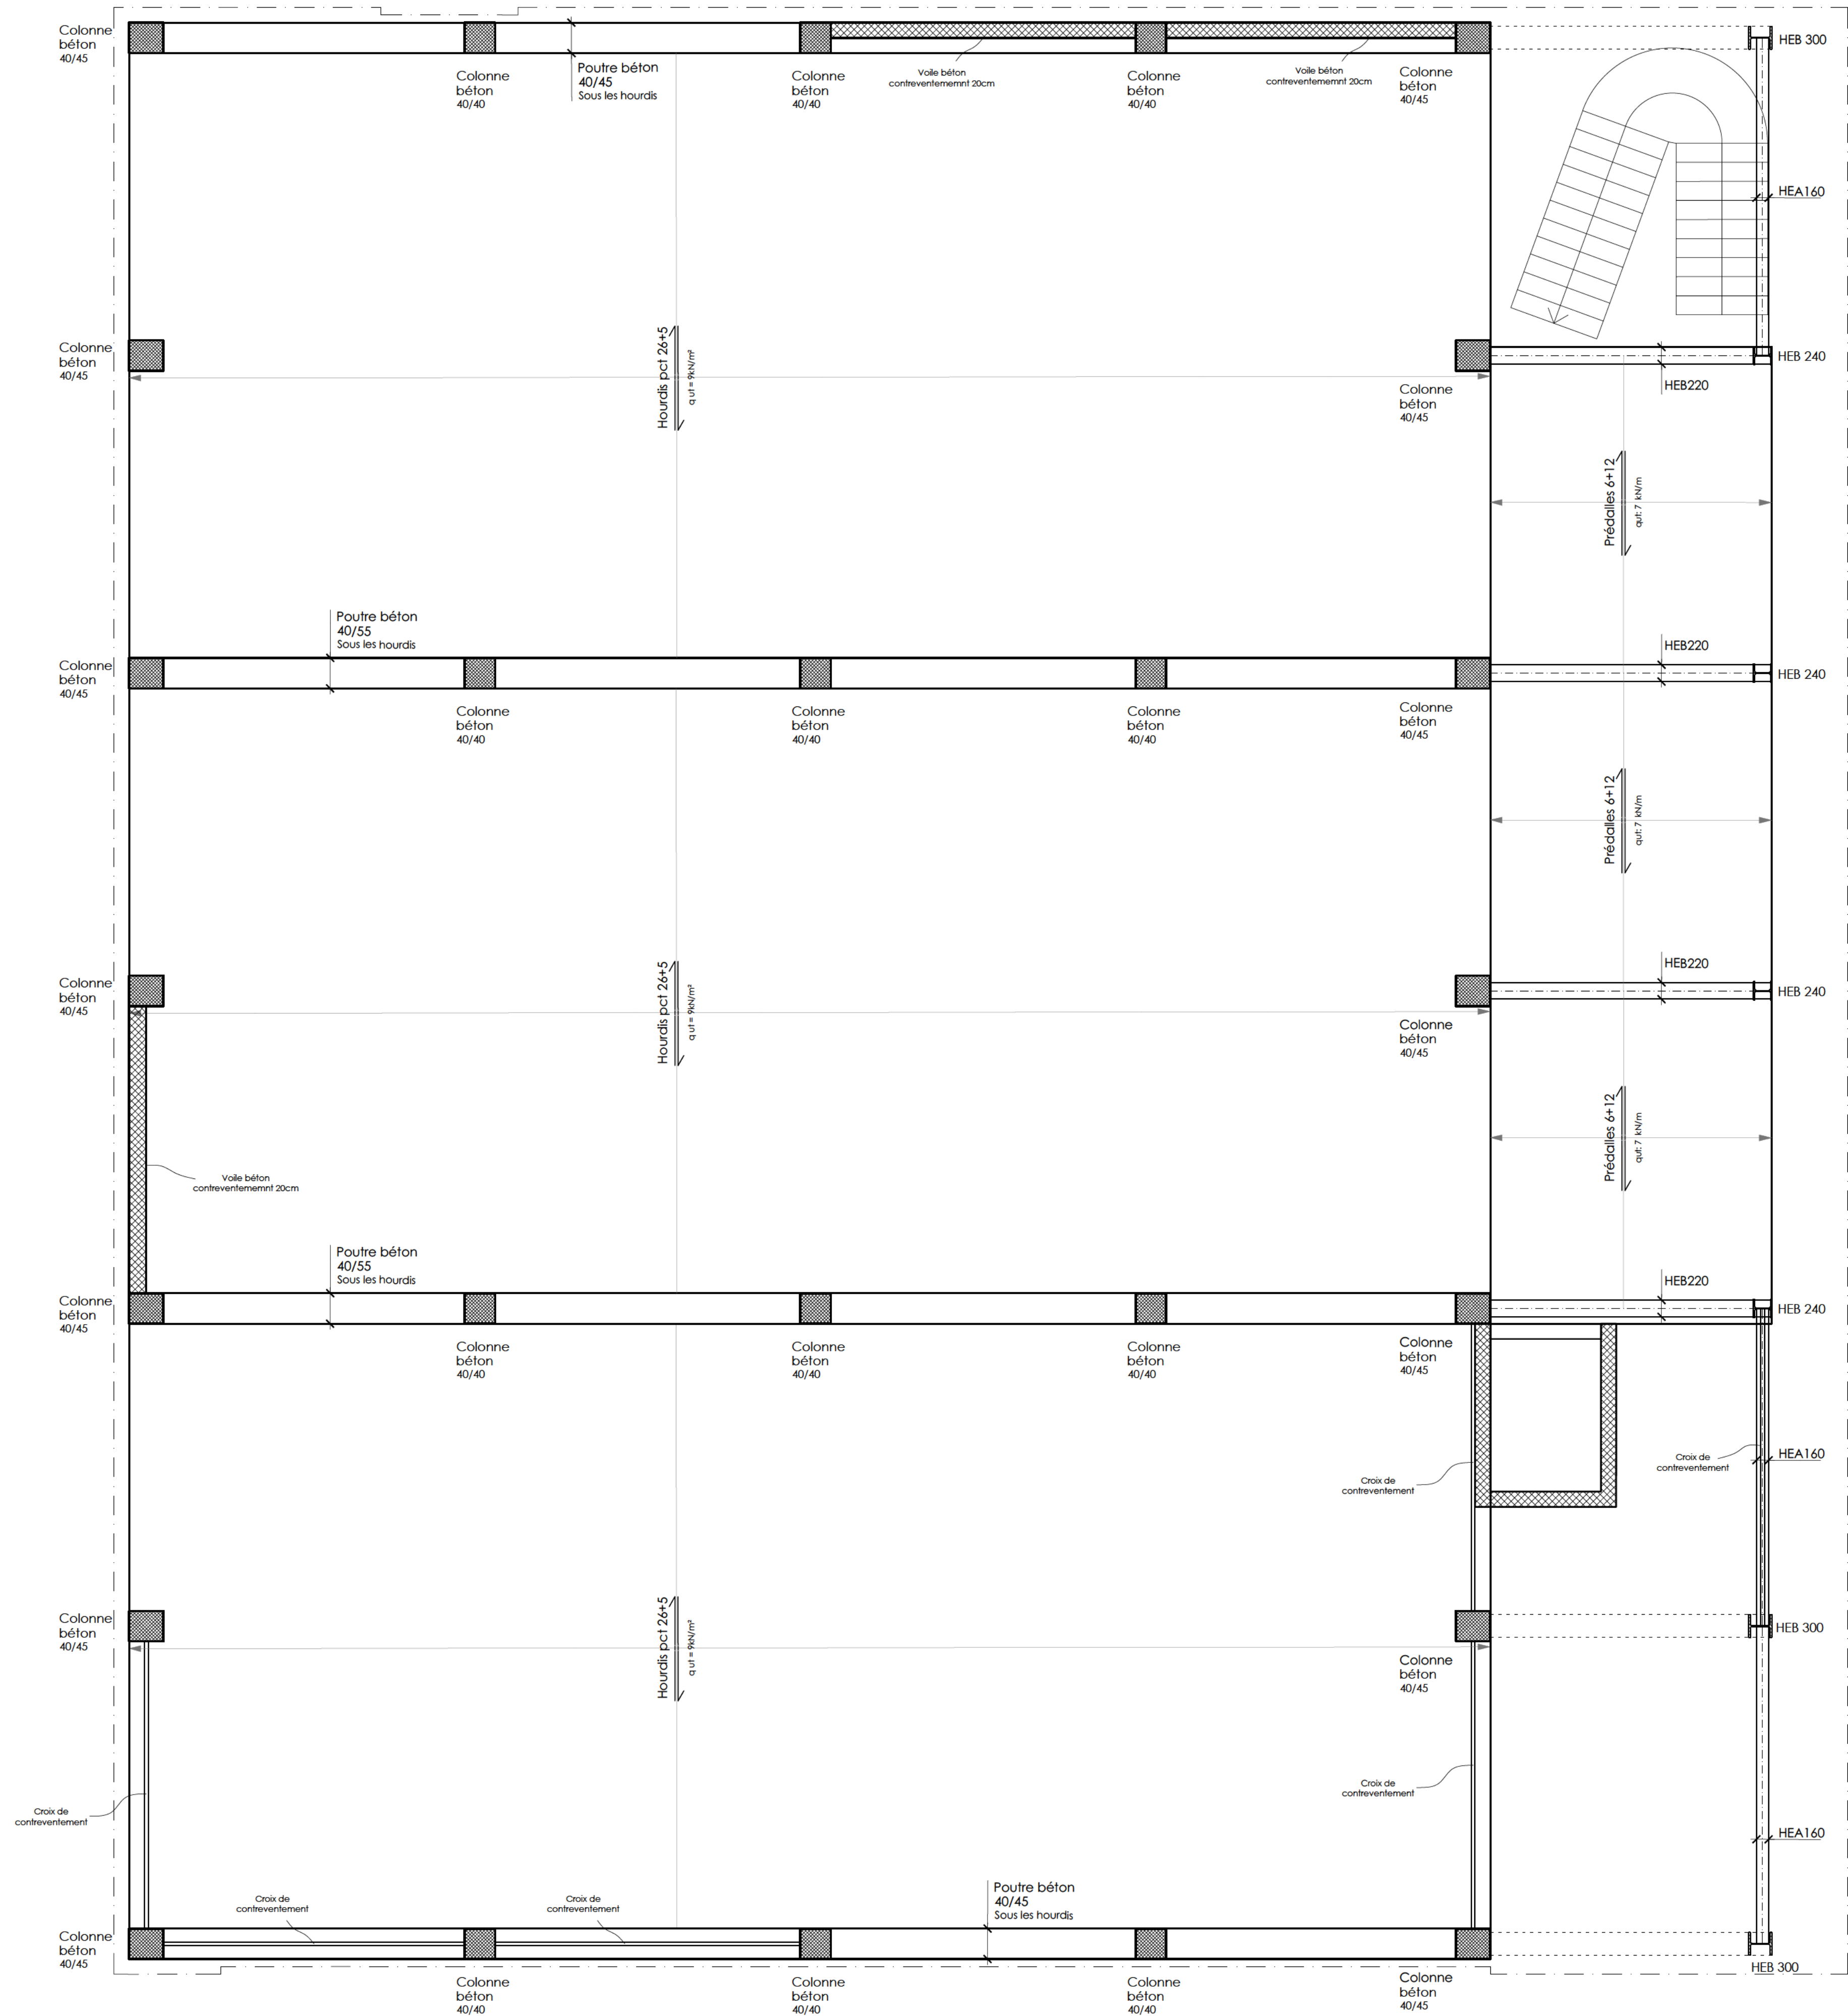 Colonne
béton
40/45
HEB 300
Poutre béton
40/45
Sous les hourdis
Colonne
béton
40/40
Colonne
béton
40/40
Voile béton
contreventememnt 20cm
Colonne
béton
40/40
Voile béton
contreventememnt 20cm
Colonne
béton
40/45
HEA160
Colonne
béton
40/45
Hourdis pct 26+5
q ut = 9kN/m²
Colonne
béton
40/45
HEB 240
HEB220
Prédalles 6+12
qut: 7 kN/m
Poutre béton
40/55
Sous les hourdis
HEB220
Colonne
béton
40/45
HEB 240
Colonne
béton
40/40
Colonne
béton
40/40
Colonne
béton
40/40
Colonne
béton
40/45
Prédalles 6+12
qut: 7 kN/m
HEB220
Colonne
béton
40/45
HEB 240
Hourdis pct 26+5
q ut = 9kN/m²
Colonne
béton
40/45
Prédalles 6+12
qut: 7 kN/m
Voile béton
contreventememnt 20cm
Poutre béton
40/55
Sous les hourdis
HEB220
Colonne
béton
40/45
HEB 240
Colonne
béton
40/40
Colonne
béton
40/40
Colonne
béton
40/40
Colonne
béton
40/45
Croix de
contreventement
Croix de
contreventement
HEA160
Colonne
béton
40/45
Hourdis pct 26+5
q ut = 9kN/m²
HEB 300
Colonne
béton
40/45
Croix de
contreventement
Croix de
contreventement
HEA160
Croix de
contreventement
Croix de
contreventement
Poutre béton
40/45
Sous les hourdis
Colonne
béton
40/45
HEB 300
Colonne
béton
40/40
Colonne
béton
40/40
Colonne
béton
40/40
Colonne
béton
40/45